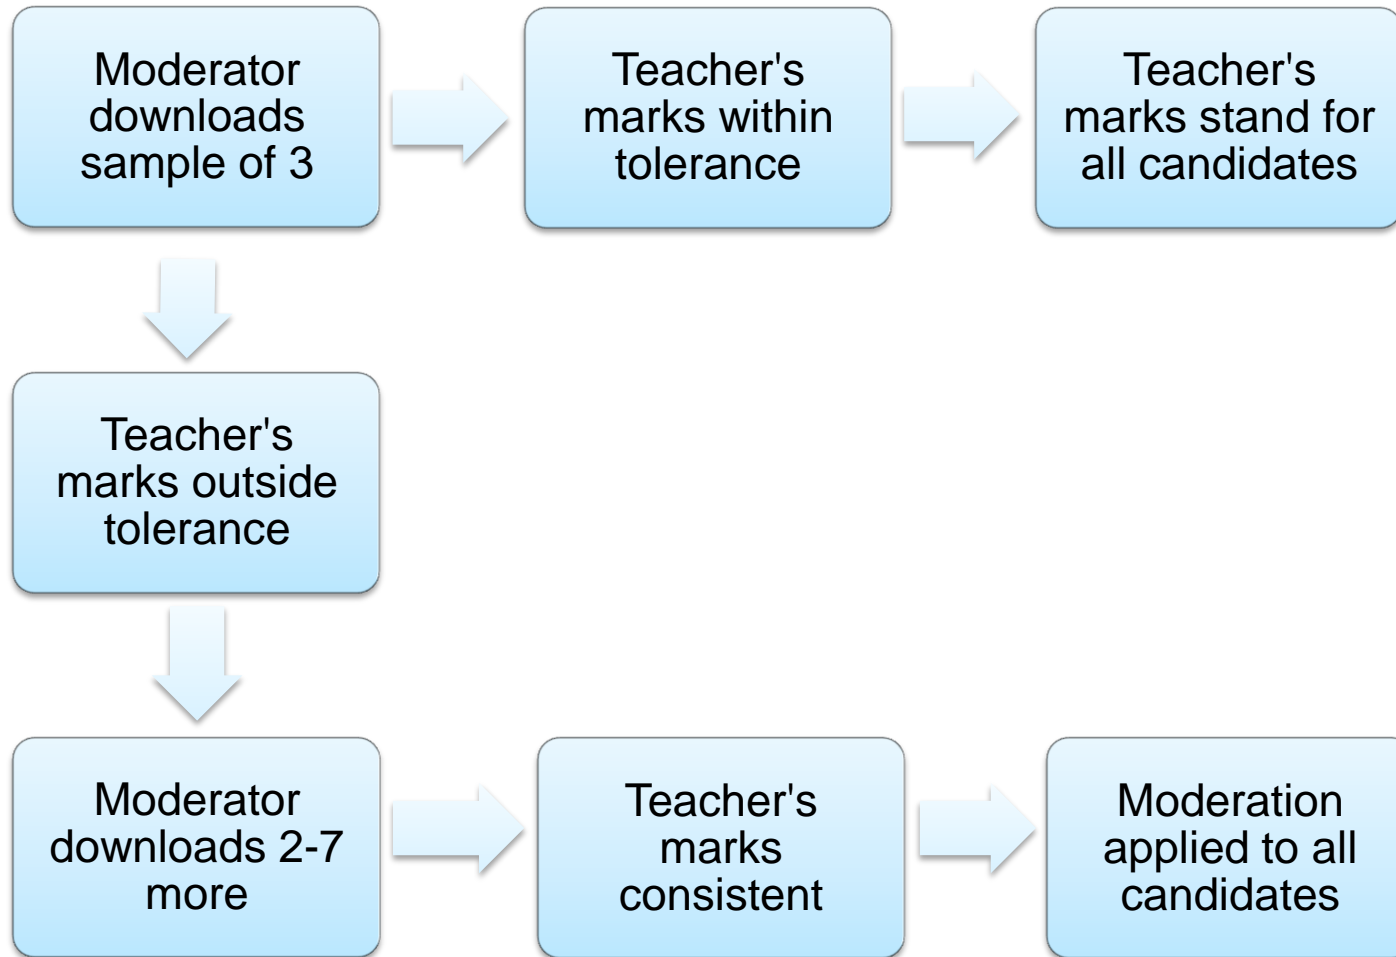 Moderator
downloads
sample of 3
Teacher's
marks within
tolerance
Teacher's
marks stand for
all candidates
Teacher's
marks outside
tolerance
Moderator
downloads 2-7
more
Teacher's
marks
consistent
Moderation
applied to all
candidates